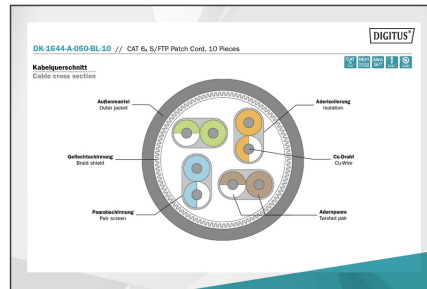 DIGITUS®
DK-1644-A-050-BL-10 // CAT 6A S/FTP Patch Cord, 10 Pieces
Kabelquerschnitt
Cable cross section
Außenmantel
Outer jacket
Aderisolierung
Isolation
Geflechtschirmung
Braid shield
Cu-Draht
Cu-Wire
Paarabschirmung
Pair screen
Adernpaare
Twisted pair